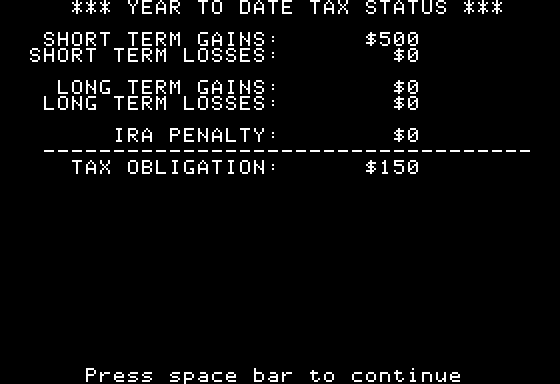 *** YEAR TO DATE TAX STATUS ***
SHORT TERM GAINS: $500
SHORT TERM LOSSES: $0
LONG TERM GAINS: $0
LONG TERM LOSSES: $0
IRA PENALTY: $0
-----------------------------------
TAX OBLIGATION: $150
Press space bar to continue